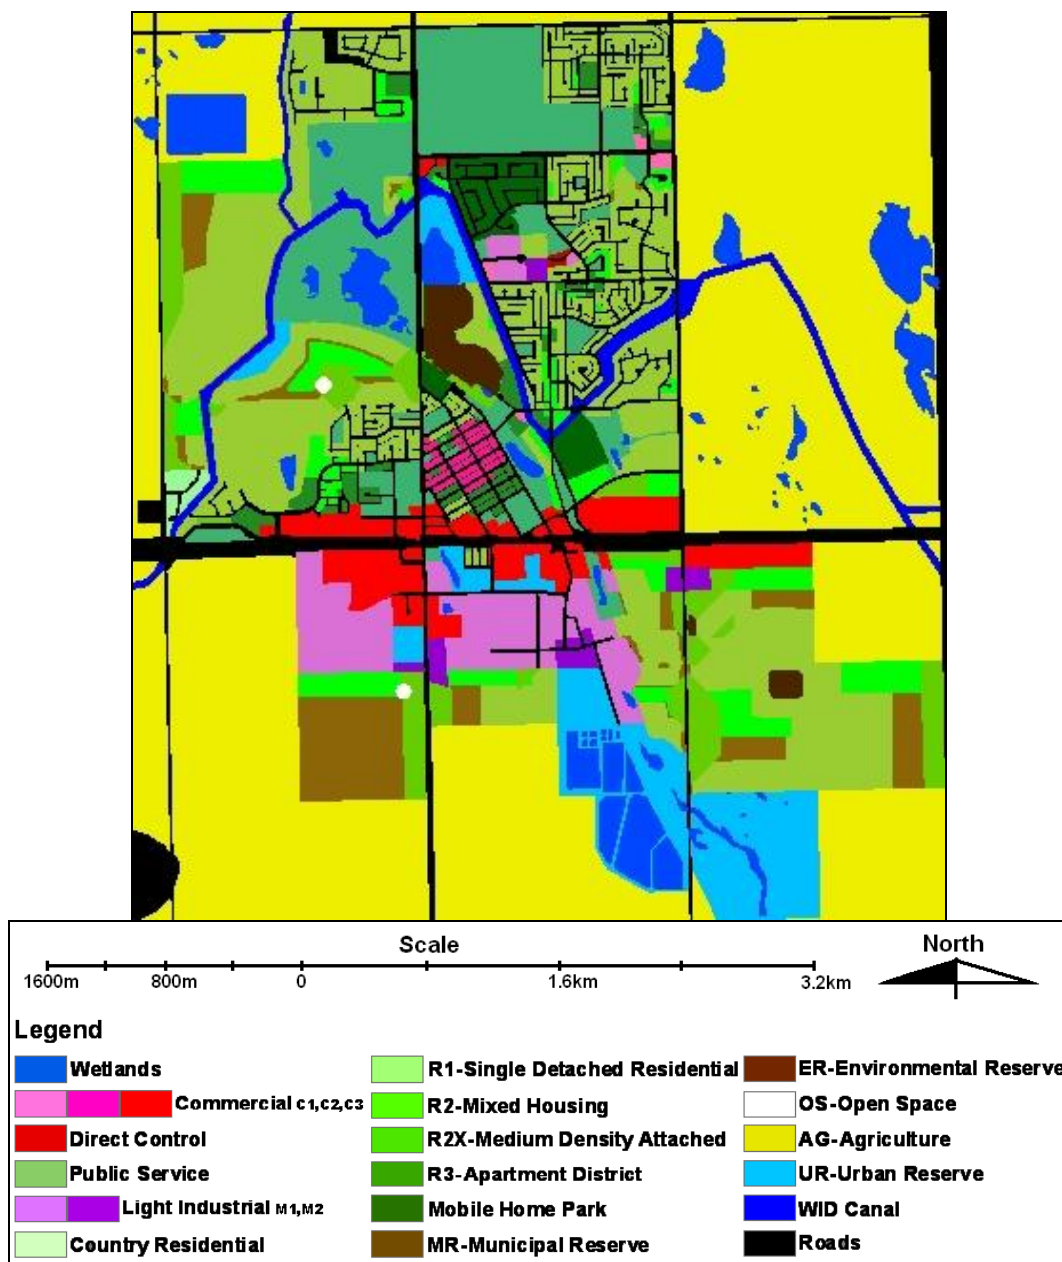 Scale
North
1600m 800m 0 1.6km 3.2km
Legend
Wetlands
Commercial C1,C2,C3
Direct Control
Public Service
Light Industrial M1,M2
Country Residential
R1-Single Detached Residential
R2-Mixed Housing
R2X-Medium Density Attached
R3-Apartment District
Mobile Home Park
MR-Municipal Reserve
ER-Environmental Reserve
OS-Open Space
AG-Agriculture
UR-Urban Reserve
WID Canal
Roads